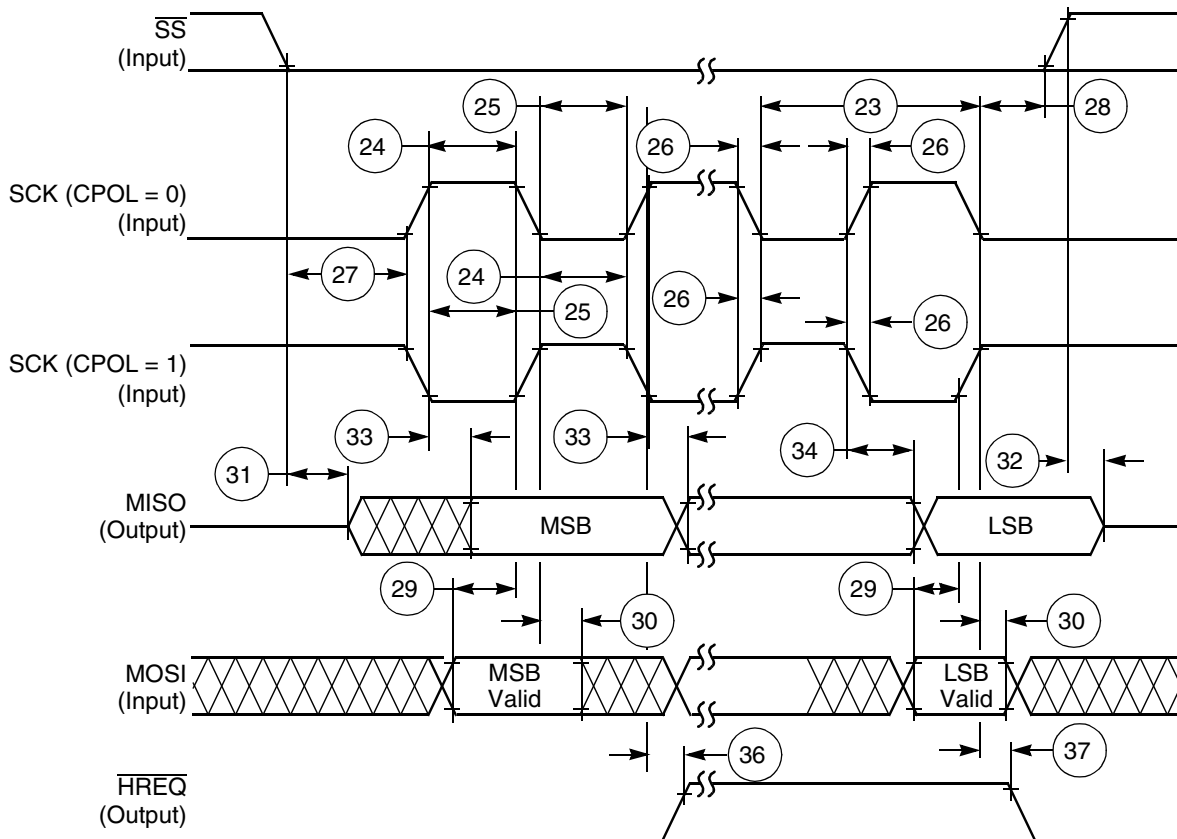 SS
(Input)
25
23
28
24
26
26
SCK (CPOL = 0)
(Input)
27
24
26
25
26
SCK (CPOL = 1)
(Input)
33
33
34
31
32
MISO
(Output)
MSB
LSB
29
29
30
30
MOSI
(Input)
MSB
Valid
LSB
Valid
36
37
HREQ
(Output)